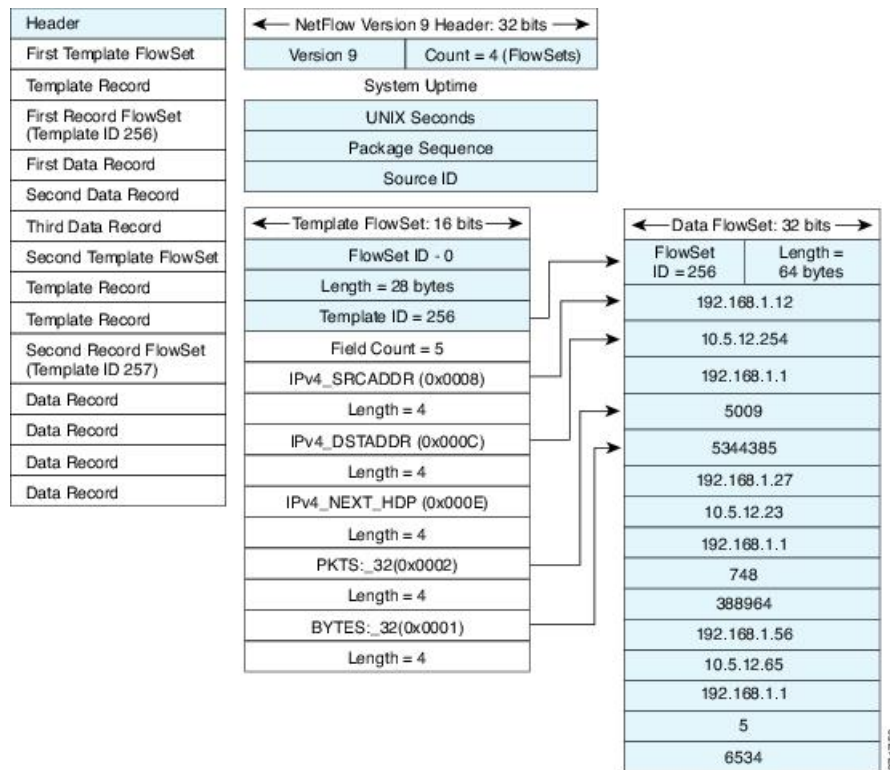 Header
First Template FlowSet
Template Record
First Record FlowSet
(Template ID 256)
First Data Record
Second Data Record
Third Data Record
Second Template FlowSet
Template Record
Template Record
Second Record FlowSet
(Template ID 257)
Data Record
Data Record
Data Record
Data Record
NetFlow Version 9 Header: 32 bits
Version 9
Count = 4 (FlowSets)
System Uptime
UNIX Seconds
Package Sequence
Source ID
Template FlowSet: 16 bits
FlowSet ID - 0
Length = 28 bytes
Template ID = 256
Field Count = 5
IPv4_SRCADDR (0x0008)
Length = 4
IPv4_DSTADDR (0x000C)
Length = 4
IPv4_NEXT_HDP (0x000E)
Length = 4
PKTS:_32(0x0002)
Length = 4
BYTES:_32(0x0001)
Length = 4
Data FlowSet: 32 bits
FlowSet
ID = 256
Length =
64 bytes
192.168.1.12
10.5.12.254
192.168.1.1
5009
5344385
192.168.1.27
10.5.12.23
192.168.1.1
748
388964
192.168.1.56
10.5.12.65
192.168.1.1
5
6534